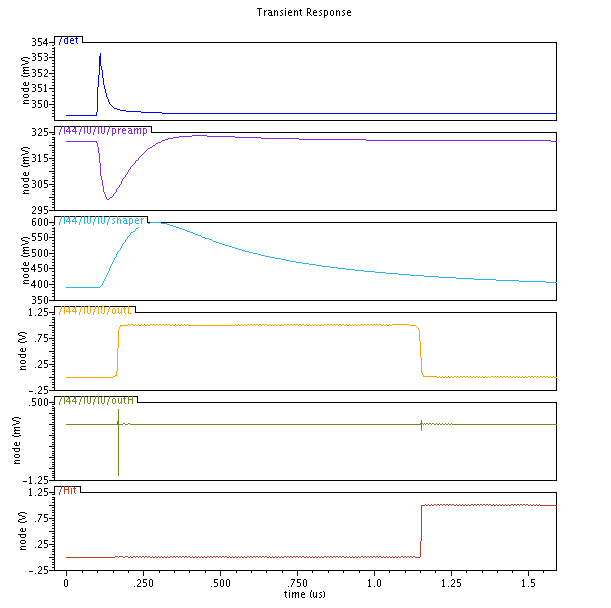 Transient Response
/det
354
353
352
351
350
node (mV)
/I44/I0/I0/preamp
325
315
305
295
node (mV)
/I44/I0/I0/shaper
600
550
500
450
400
350
node (mV)
/I44/I0/I0/outL
1.25
.75
.25
-.25
node (V)
/I44/I0/I0/outH
.500
-1.25
node (mV)
/Hit
1.25
.75
.25
-.25
node (V)
0 .250 .500 .750 1.0 1.25 1.5
time (us)